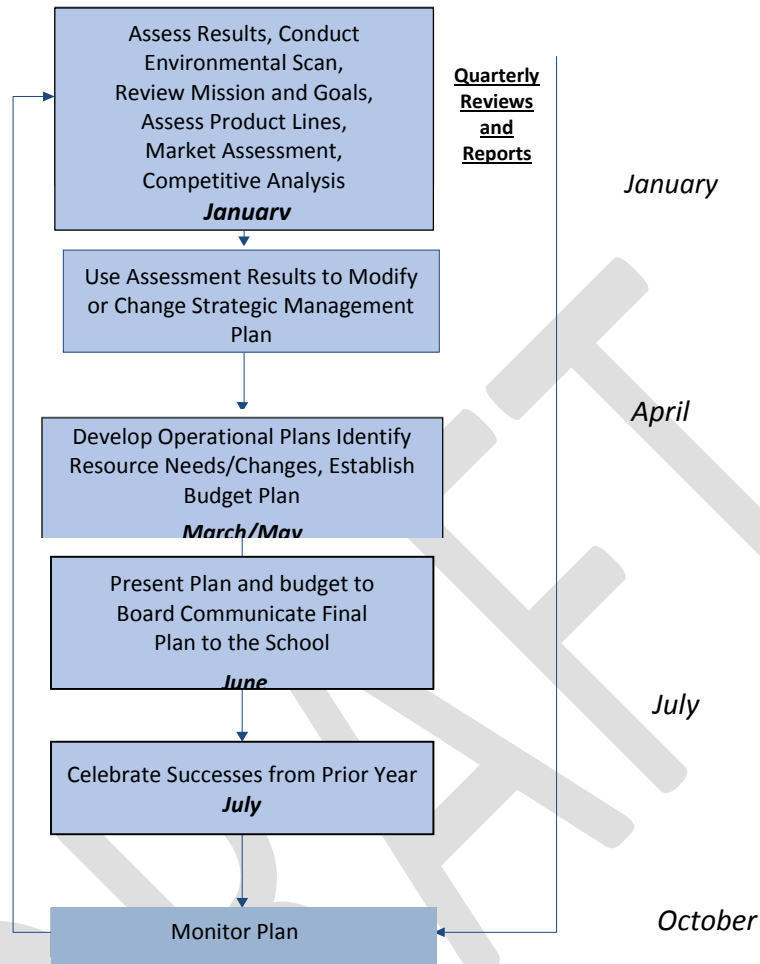 Assess Results, Conduct
Environmental Scan,
Review Mission and Goals,
Assess Product Lines,
Market Assessment,
Competitive Analysis
January
Quarterly
Reviews
and
Reports
January
Use Assessment Results to Modify
or Change Strategic Management
Plan
April
Develop Operational Plans Identify
Resource Needs/Changes, Establish
Budget Plan
March/May
Present Plan and budget to
Board Communicate Final
Plan to the School
June
July
Celebrate Successes from Prior Year
July
Monitor Plan
October
DRAFT